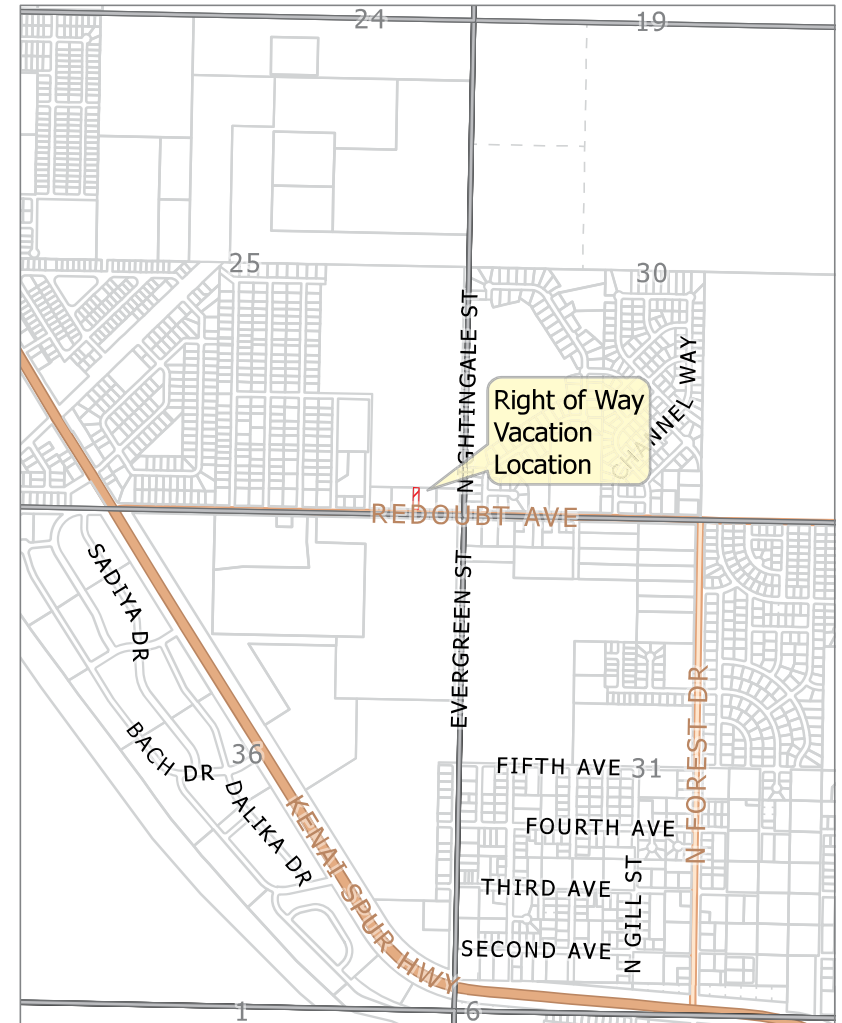 24
19
25
30
NIGHTINGALE ST
CHANNEL WAY
Right of Way
Vacation
Location
REDOUBT AVE
SADIYA DR
EVERGREEN ST
N FOREST DR
BACH DR
36
DALIKA DR
KENAI SPUR HWY
FIFTH AVE
31
FOURTH AVE
THIRD AVE
N GILL ST
SECOND AVE
1
6